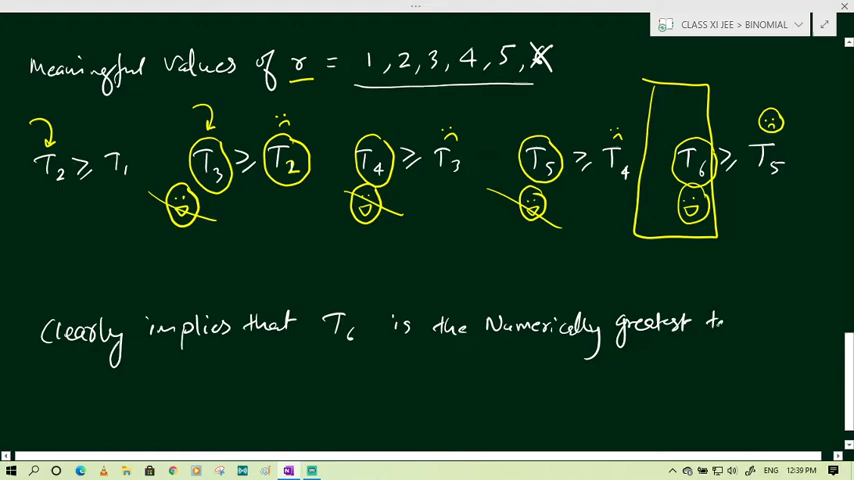 CLASS XI JEE > BINOMIAL
Meaningful values of r = 1, 2, 3, 4, 5, 6
T2 ≥ T1 T3 ≥ T2 T4 ≥ T3 T5 ≥ T4 T6 ≥ T5
Clearly implies that T6 is the Numerically greatest te
ENG 12:39 PM